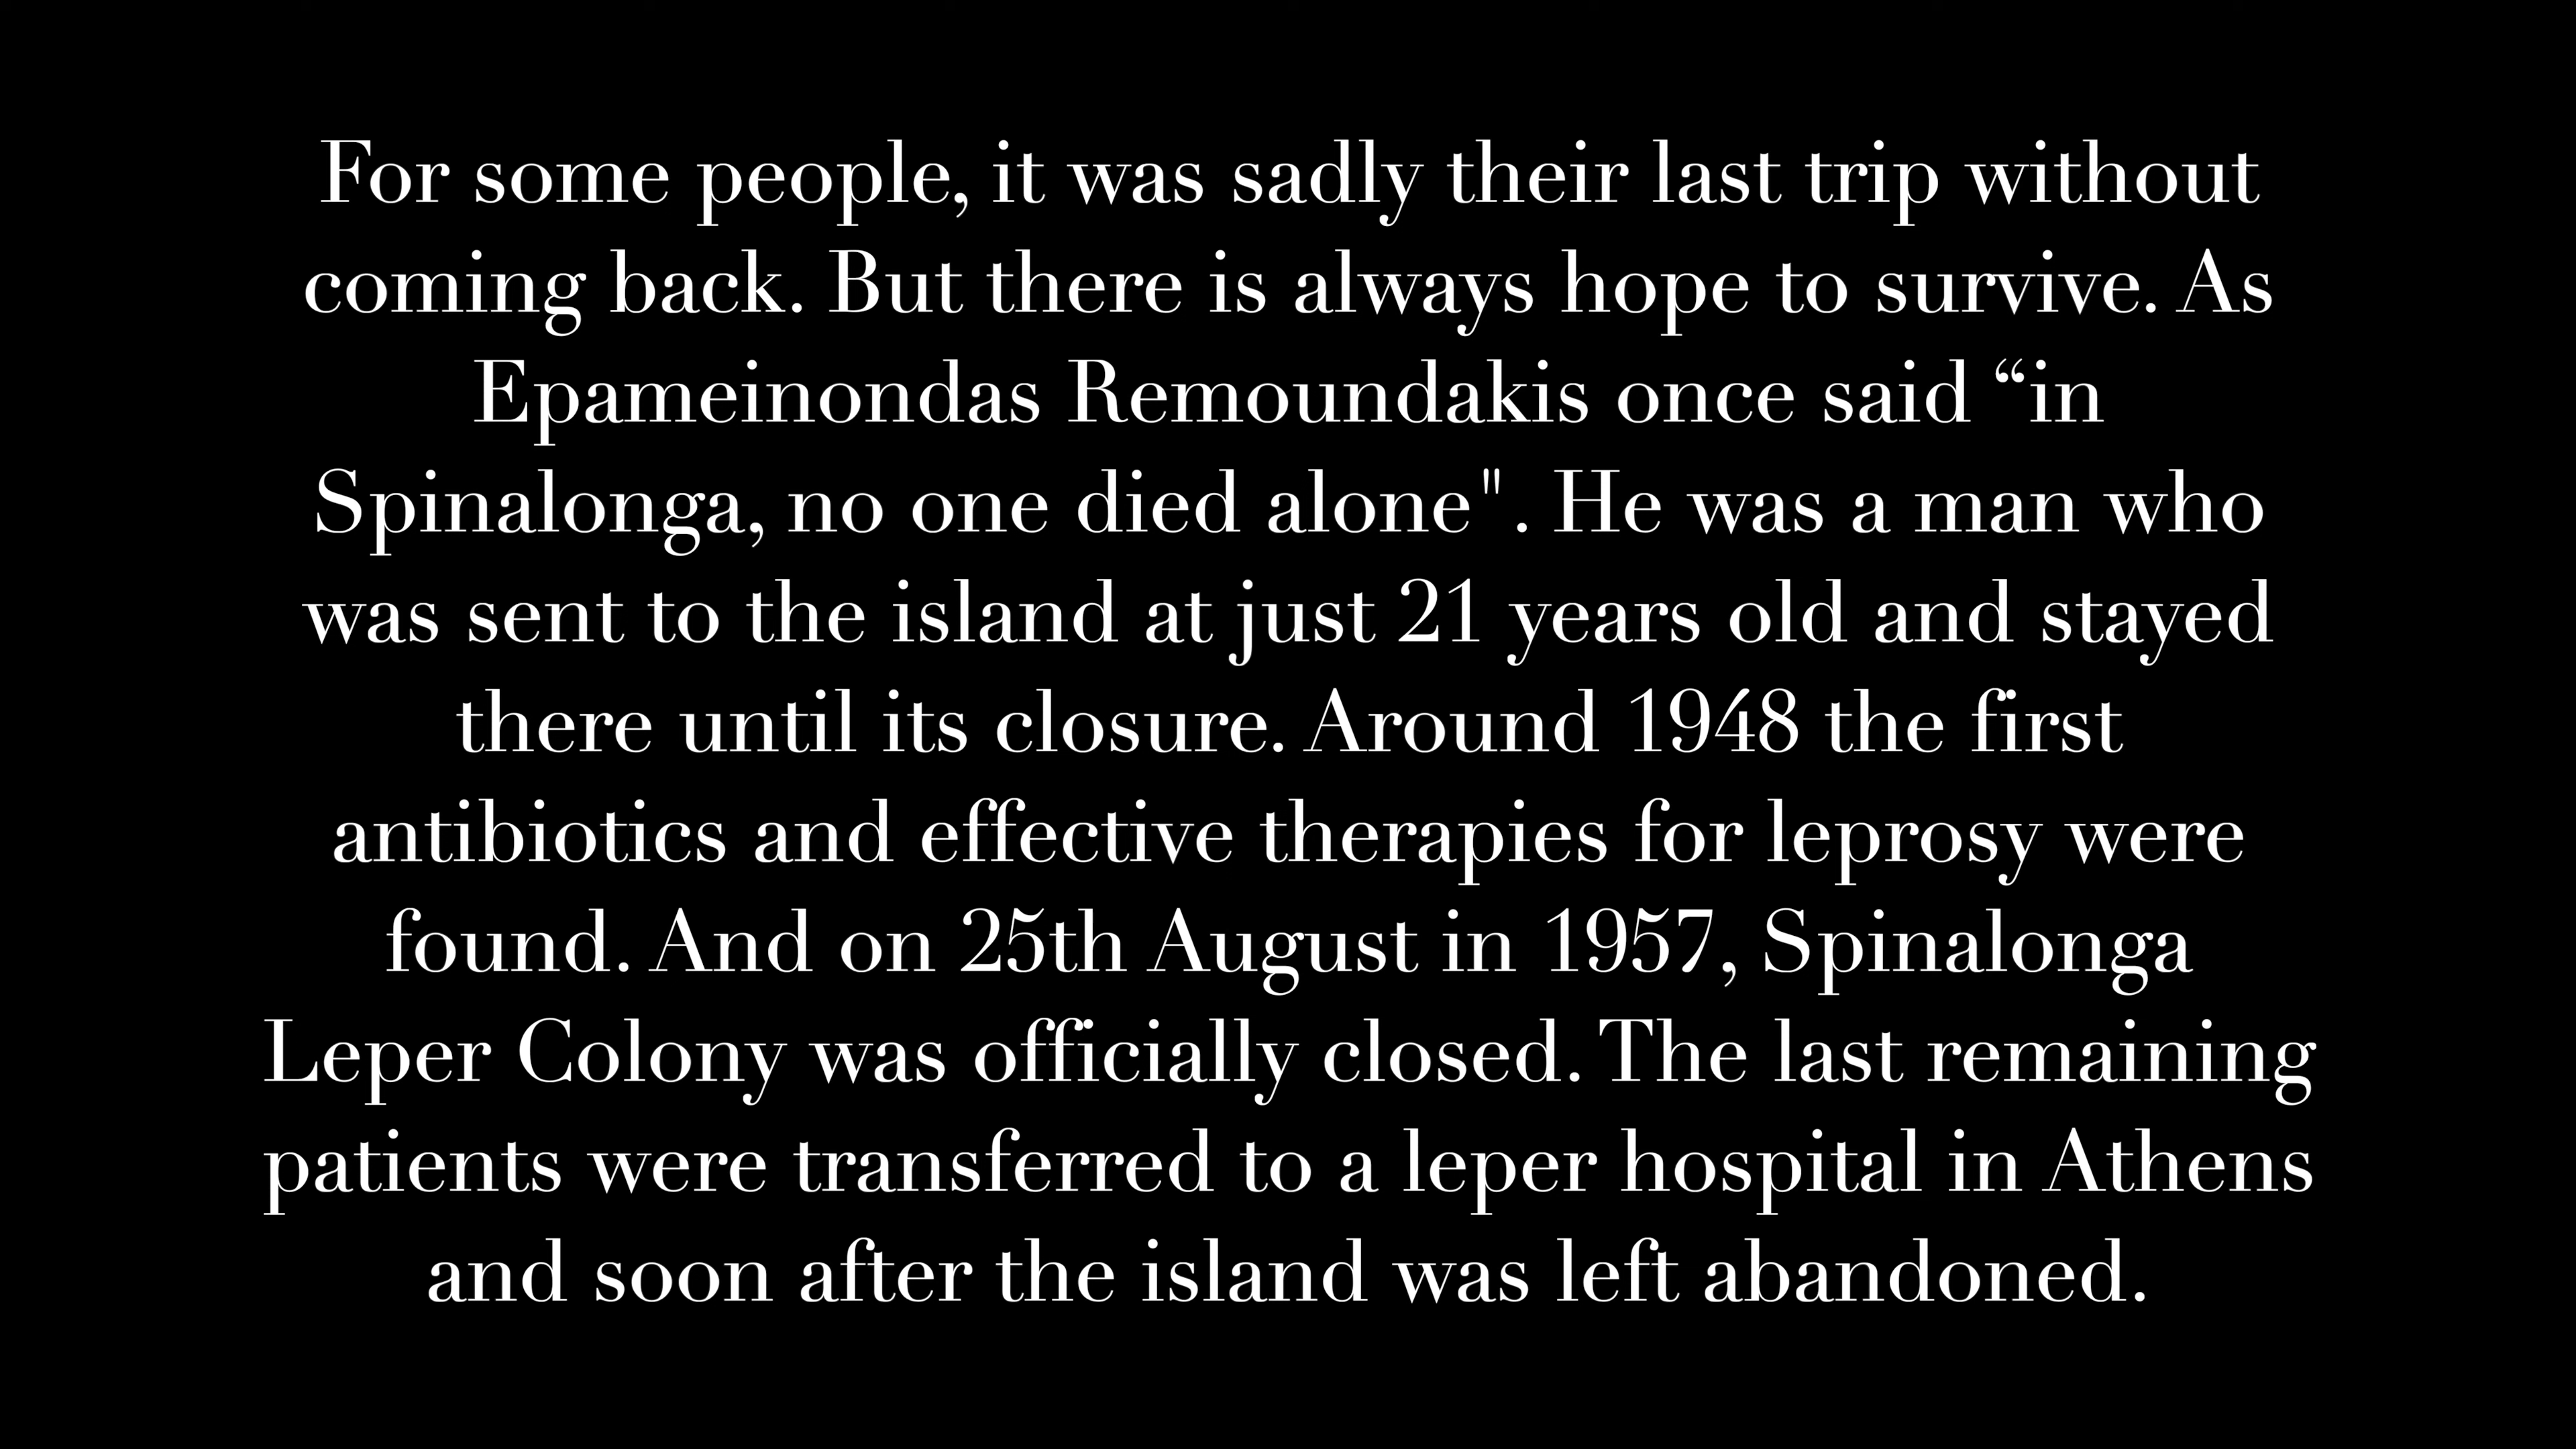 For some people, it was sadly their last trip without
coming back. But there is always hope to survive. As
Epameinondas Remoundakis once said “in
Spinalonga, no one died alone". He was a man who
was sent to the island at just 21 years old and stayed
there until its closure. Around 1948 the first
antibiotics and effective therapies for leprosy were
found. And on 25th August in 1957, Spinalonga
Leper Colony was officially closed. The last remaining
patients were transferred to a leper hospital in Athens
and soon after the island was left abandoned.